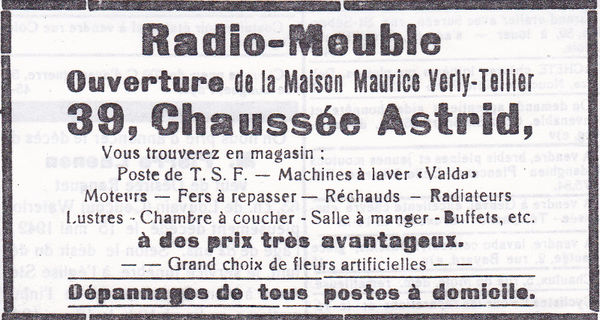 Radio-Meuble
Ouverture de la Maison Maurice Verly-Tellier
39, Chaussée Astrid,
Vous trouverez en magasin :
Poste de T. S. F. — Machines à laver «Valda»
Moteurs - Fers à repasser - Réchauds - Radiateurs
Lustres - Chambre à coucher - Salle à manger - Buffets, etc.
à des prix très avantageux.
- Grand choix de fleurs artificielles -
Dépannages de tous postes à domicile.